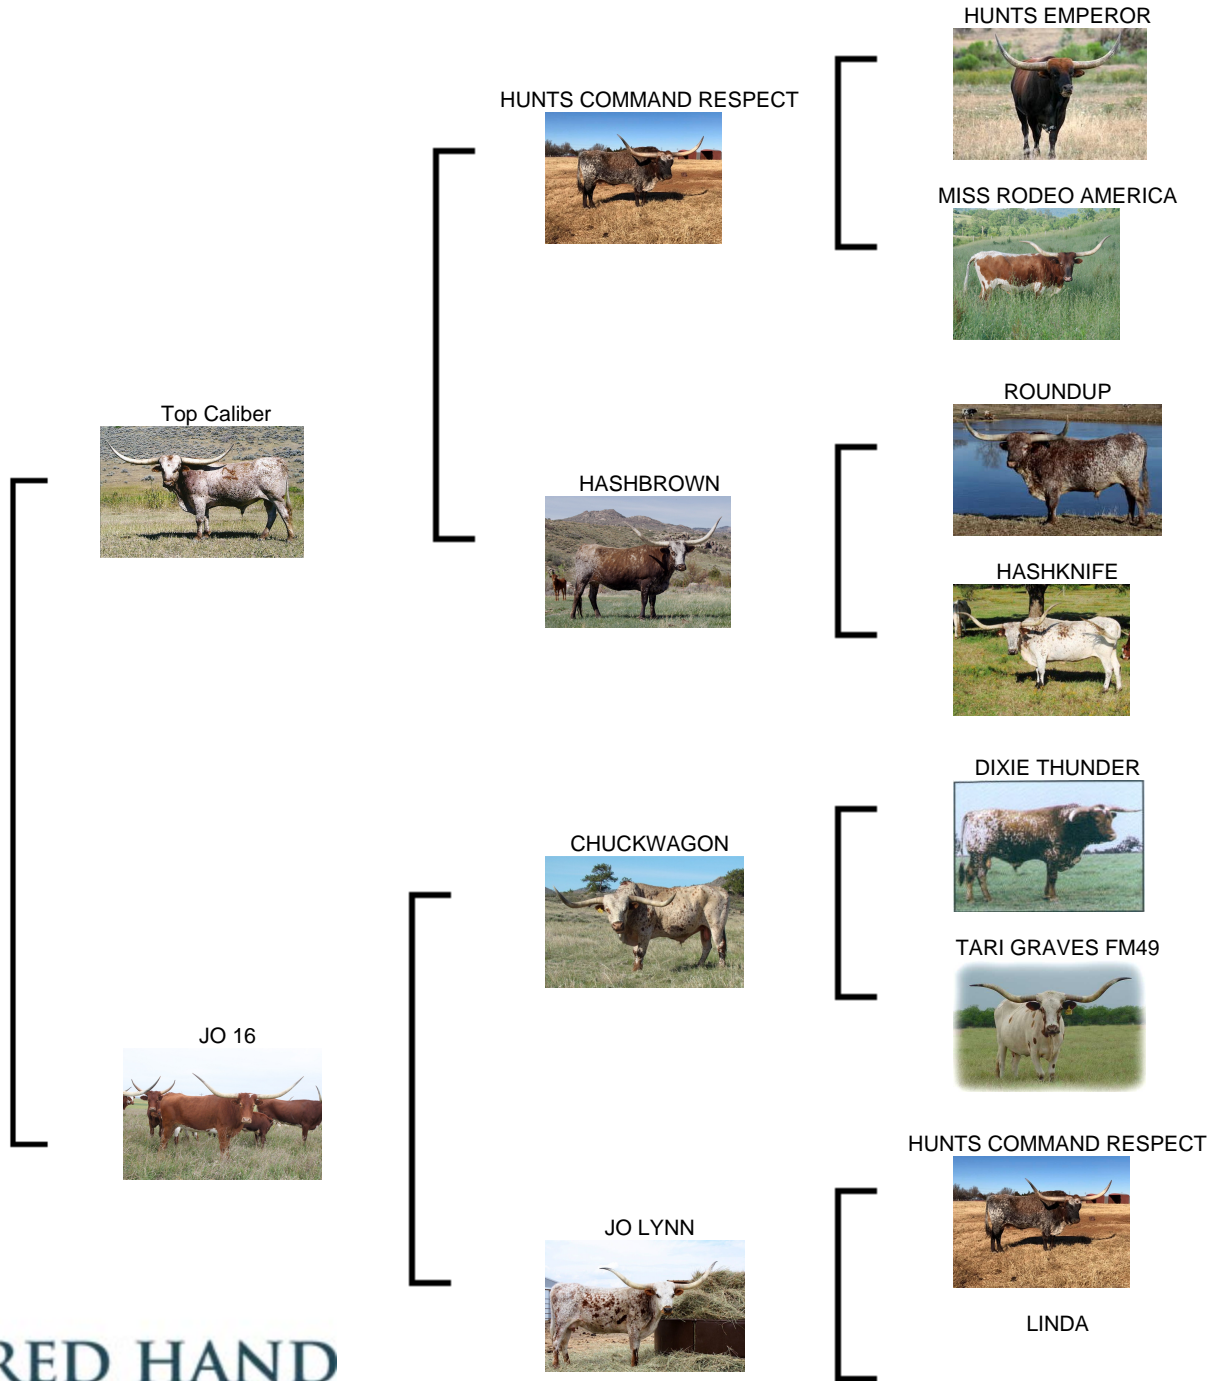 HUNTS EMPEROR
HUNTS COMMAND RESPECT
MISS RODEO AMERICA
ROUNDUP
Top Caliber
HASHBROWN
HASHKNIFE
DIXIE THUNDER
CHUCKWAGON
TARI GRAVES FM49
JO 16
HUNTS COMMAND RESPECT
JO LYNN
LINDA
RED HAND